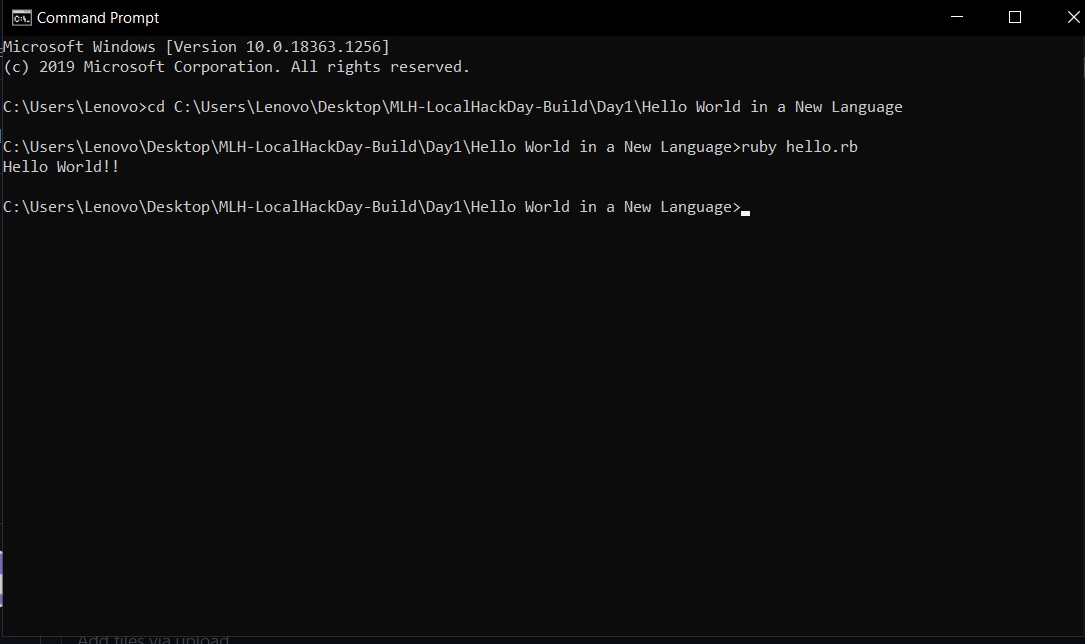 Command Prompt
Microsoft Windows [Version 10.0.18363.1256]
(c) 2019 Microsoft Corporation. All rights reserved.
C:\Users\Lenovo>cd C:\Users\Lenovo\Desktop\MLH-LocalHackDay-Build\Day1\Hello World in a New Language
C:\Users\Lenovo\Desktop\MLH-LocalHackDay-Build\Day1\Hello World in a New Language>ruby hello.rb
Hello World!!
C:\Users\Lenovo\Desktop\MLH-LocalHackDay-Build\Day1\Hello World in a New Language>
Add files via upload